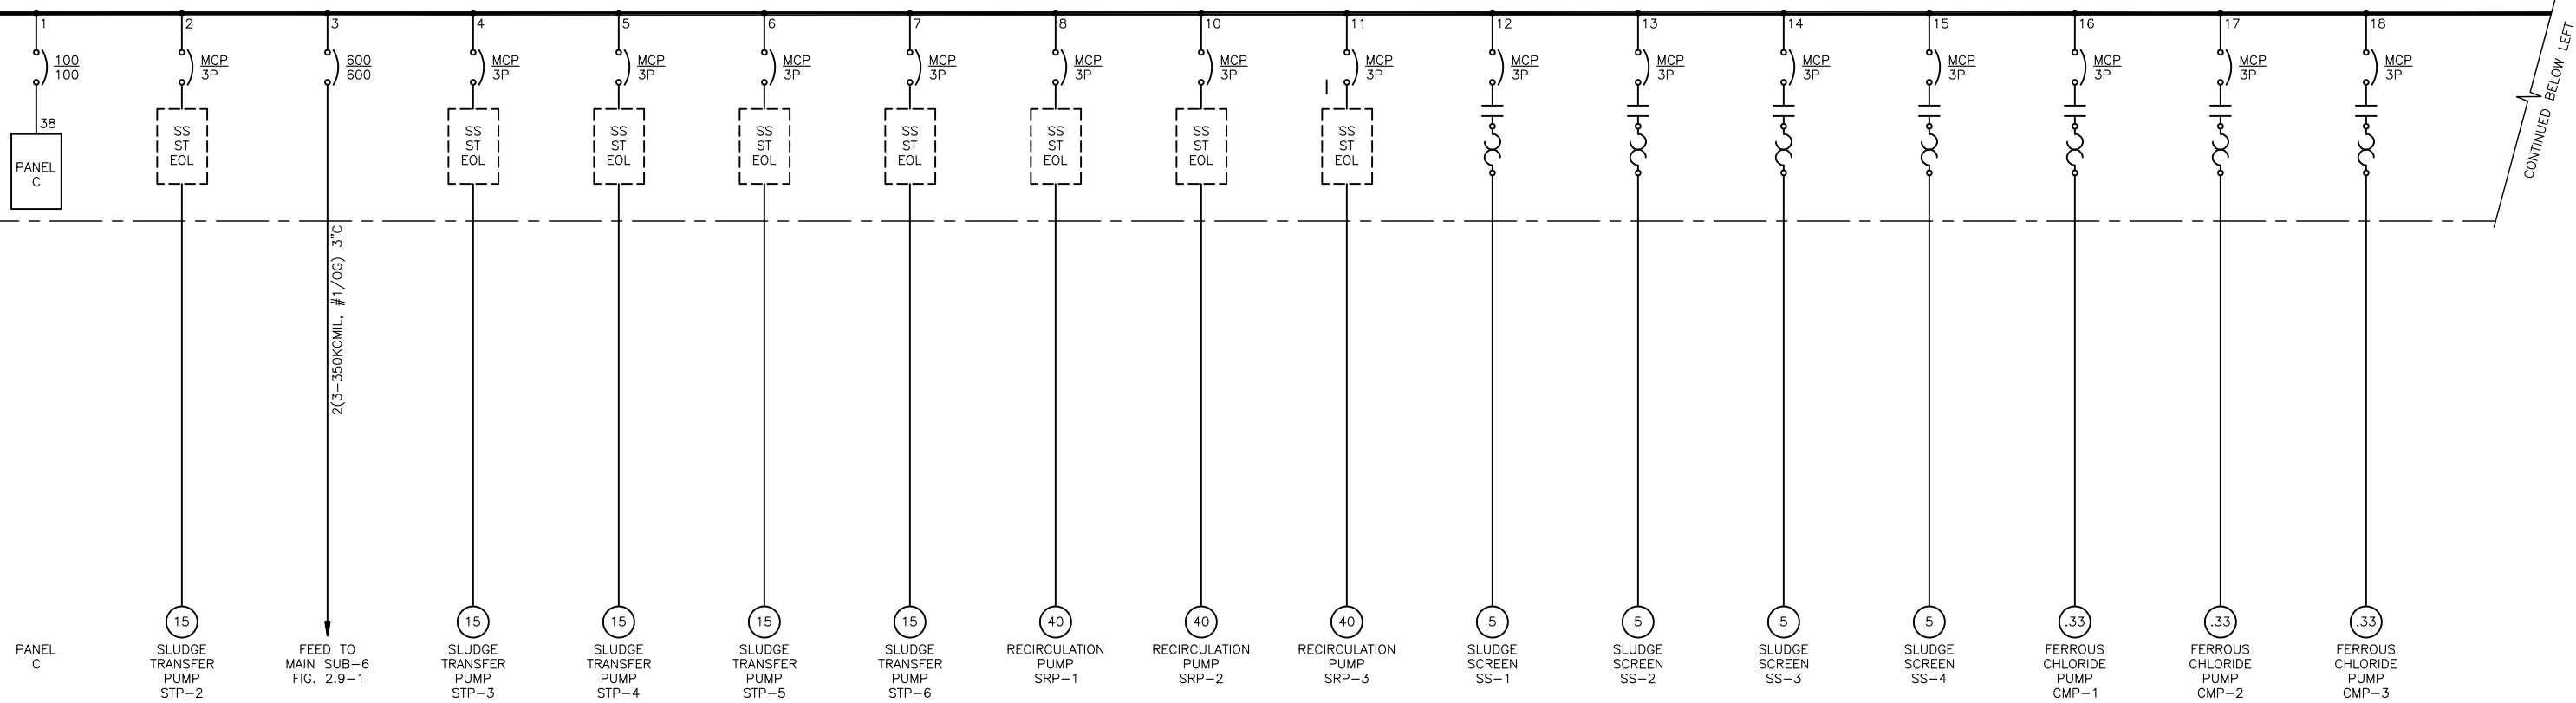 1
2
3
4
5
6
7
8
10
11
12
13
14
15
16
17
18
100
100
MCP
3P
600
600
MCP
3P
MCP
3P
MCP
3P
MCP
3P
MCP
3P
MCP
3P
MCP
3P
MCP
3P
MCP
3P
MCP
3P
MCP
3P
MCP
3P
MCP
3P
MCP
3P
CONTINUED BELOW LEFT
38
PANEL
C
SS
ST
EOL
SS
ST
EOL
SS
ST
EOL
SS
ST
EOL
SS
ST
EOL
SS
ST
EOL
SS
ST
EOL
SS
ST
EOL
2(3-350KCMIL, #1/0G) 3"C
PANEL
C
15
SLUDGE
TRANSFER
PUMP
STP-2
FEED TO
MAIN SUB-6
FIG. 2.9-1
15
SLUDGE
TRANSFER
PUMP
STP-3
15
SLUDGE
TRANSFER
PUMP
STP-4
15
SLUDGE
TRANSFER
PUMP
STP-5
15
SLUDGE
TRANSFER
PUMP
STP-6
40
RECIRCULATION
PUMP
SRP-1
40
RECIRCULATION
PUMP
SRP-2
40
RECIRCULATION
PUMP
SRP-3
5
SLUDGE
SCREEN
SS-1
5
SLUDGE
SCREEN
SS-2
5
SLUDGE
SCREEN
SS-3
5
SLUDGE
SCREEN
SS-4
.33
FERROUS
CHLORIDE
PUMP
CMP-1
.33
FERROUS
CHLORIDE
PUMP
CMP-2
.33
FERROUS
CHLORIDE
PUMP
CMP-3